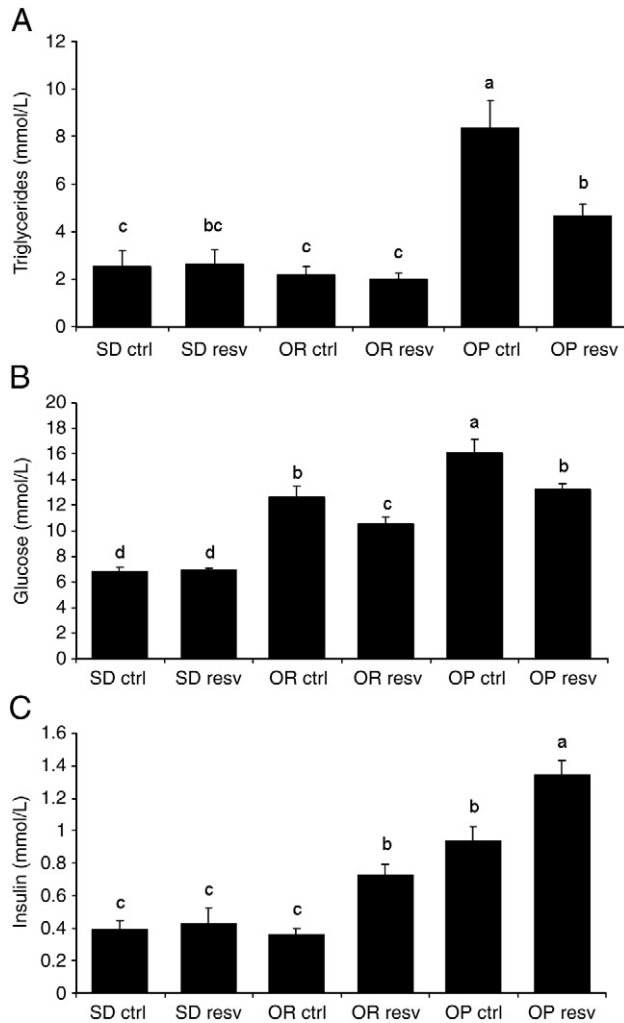 A
Triglycerides (mmol/L)
12
10
8
6
4
2
0
c
bc
c
c
a
b
SD ctrl SD resv OR ctrl OR resv OP ctrl OP resv
B
Glucose (mmol/L)
20
18
16
14
12
10
8
6
4
2
0
d
d
b
c
a
b
SD ctrl SD resv OR ctrl OR resv OP ctrl OP resv
C
Insulin (mmol/L)
1.6
1.4
1.2
1
0.8
0.6
0.4
0.2
0
c
c
c
b
b
a
SD ctrl SD resv OR ctrl OR resv OP ctrl OP resv